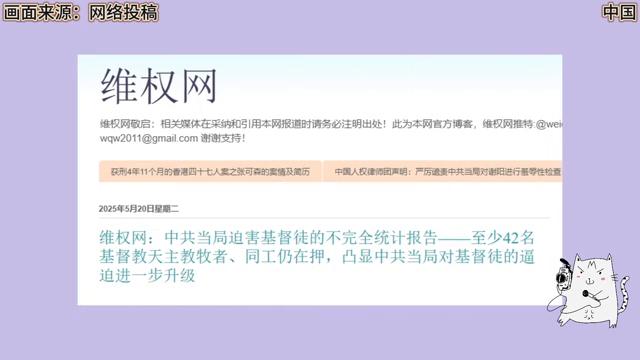 画面来源：网络投稿
中国
维权网
维权网敬启：相关媒体在采纳和引用本网报道时请务必注明出处！此为本网官方博客，维权网推特:@wei
wqw2011@gmail.com 谢谢支持！
获刑4年11个月的香港四十七人案之张可森的案情及简历
中国人权律师团声明：严厉谴责中共当局对谢阳进行羞辱性检查
2025年5月20日星期二
维权网：中共当局迫害基督徒的不完全统计报告——至少42名
基督教天主教牧者、同工仍在押，凸显中共当局对基督徒的逼
迫进一步升级